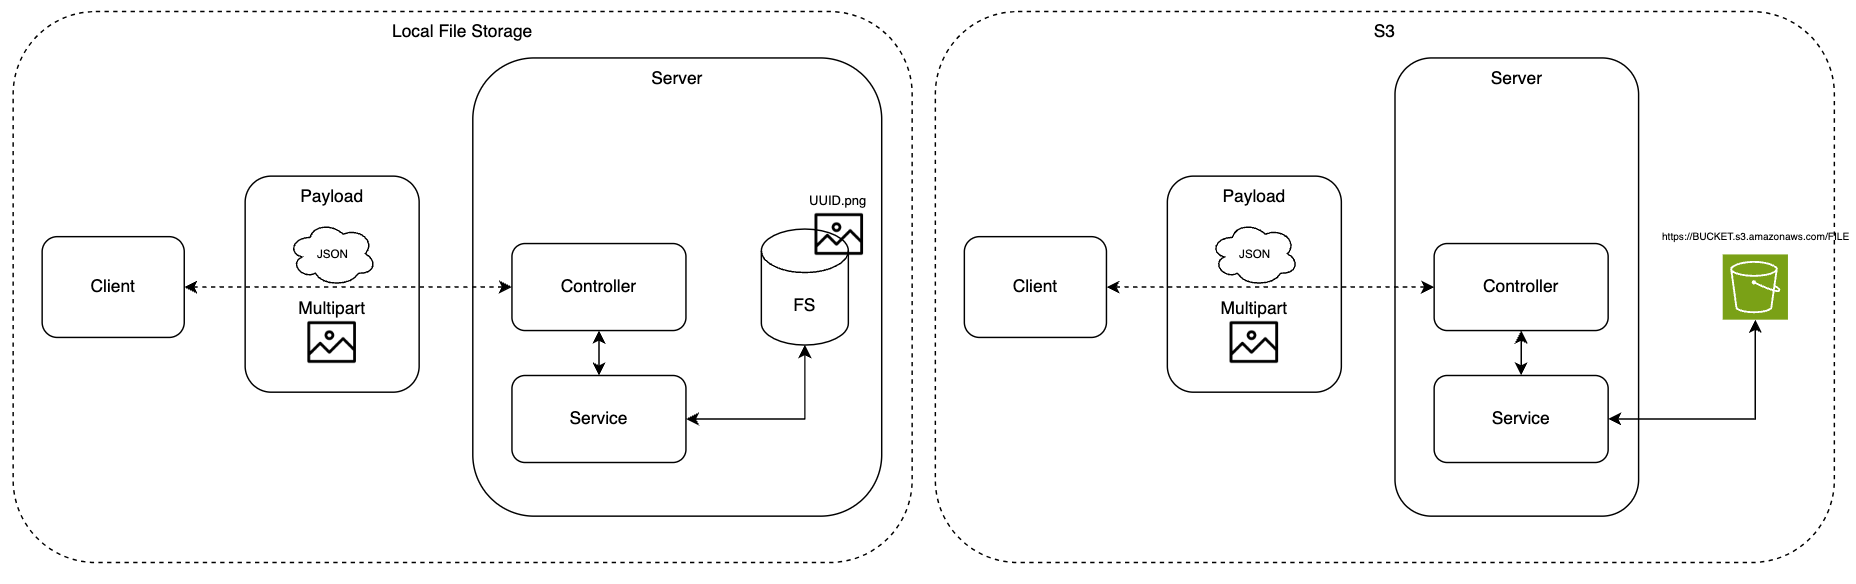 Local File Storage
Server
Payload
JSON
Multipart
Client
Controller
Service
UUID.png
FS
S3
Server
Payload
JSON
Multipart
Client
Controller
Service
https://BUCKET.s3.amazonaws.com/FILE